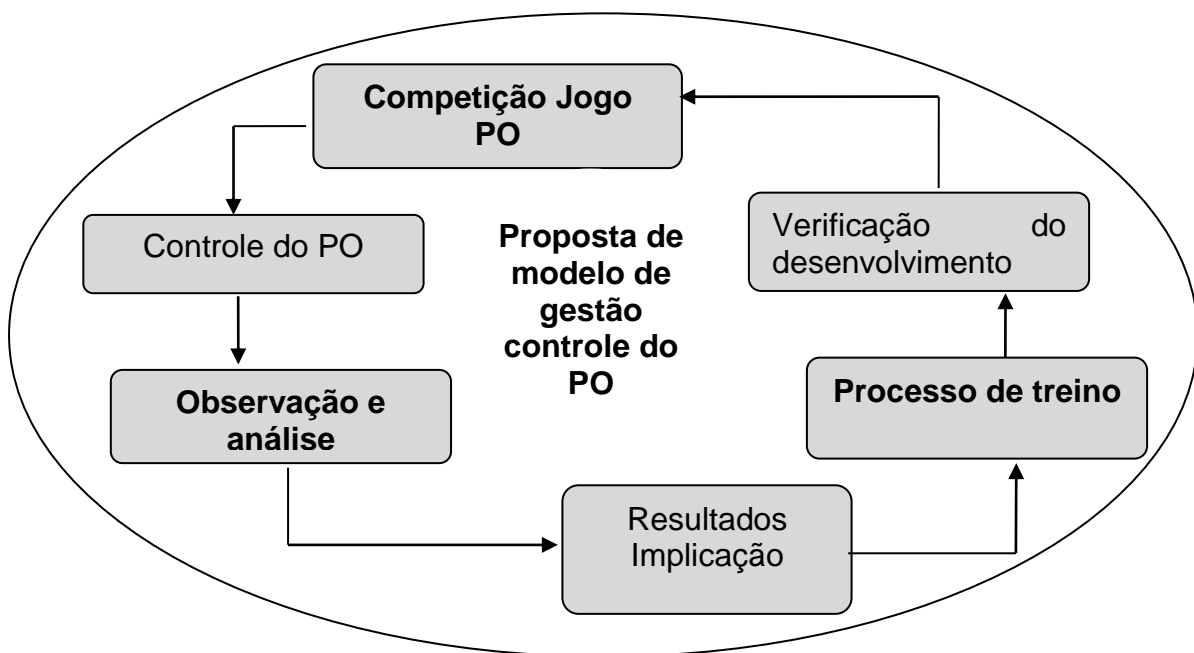 Competição Jogo
PO
Controle do PO
Observação e
análise
Proposta de
modelo de
gestão
controle do
PO
Resultados
Implicação
Processo de treino
Verificação do
desenvolvimento